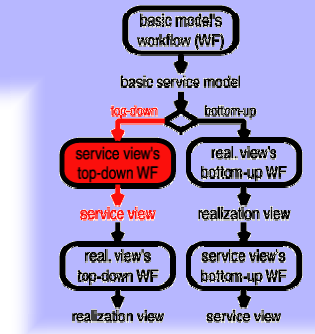 basic model's
workflow (WF)
basic service model
top-down
bottom-up
service view's
top-down WF
real. view's
bottom-up WF
service view
realization view
real. view's
top-down WF
service view's
bottom-up WF
realization view
service view